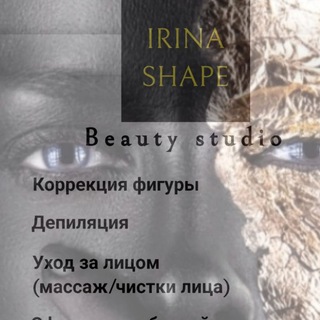 IRINA
SHAPE
Beauty studio
Коррекция фигуры
Депиляция
Уход за лицом
(массаж/чистки лица)